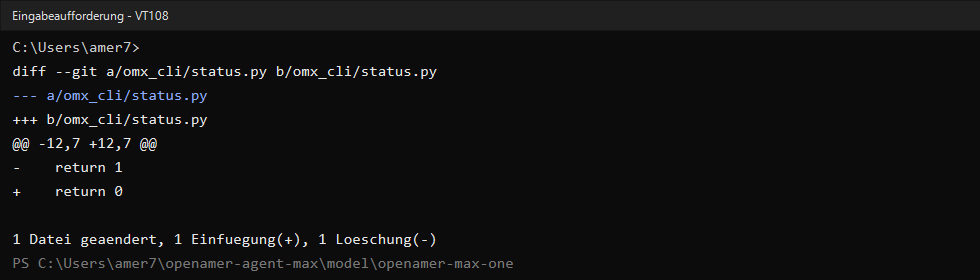 Eingabeaufforderung - VT108
C:\Users\amer7>
diff --git a/omx_cli/status.py b/omx_cli/status.py
--- a/omx_cli/status.py
+++ b/omx_cli/status.py
@@ -12,7 +12,7 @@
-    return 1
+    return 0
1 Datei geaendert, 1 Einfuegung(+), 1 Loeschung(-)
PS C:\Users\amer7\openamer-agent-max\model\openamer-max-one